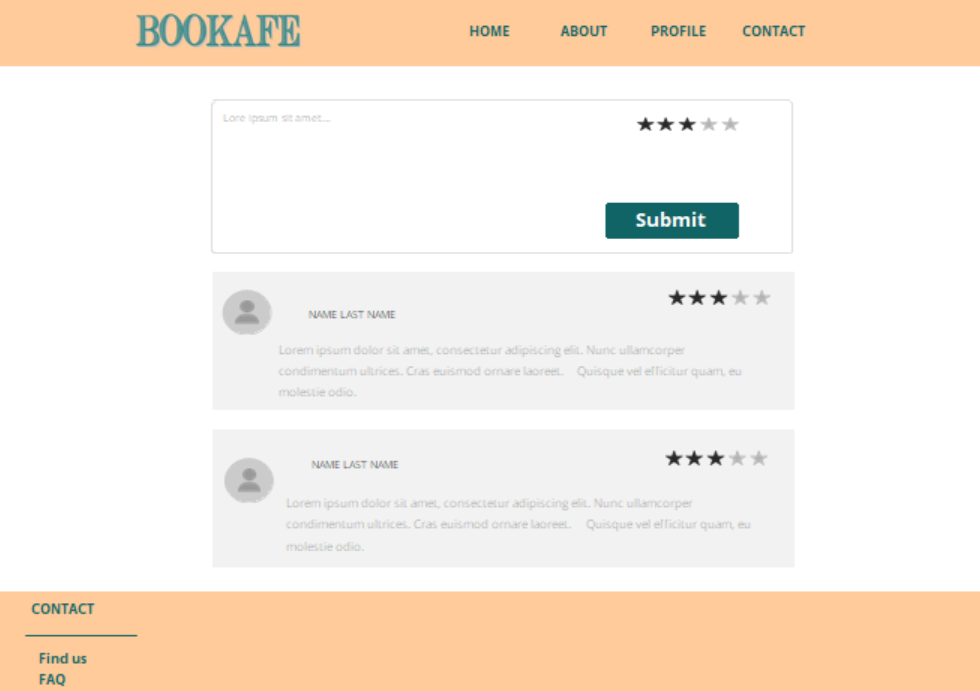 BOOKAFE
HOME ABOUT PROFILE CONTACT
Lore ipsum sit amet...
Submit
NAME LAST NAME
Lorem ipsum dolor sit amet, consectetur adipiscing elit. Nunc ullamcorper
condimentum ultrices. Cras euismod ornare laoreet. Quisque vel efficitur quam, eu
molestie odio.
NAME LAST NAME
Lorem ipsum dolor sit amet, consectetur adipiscing elit. Nunc ullamcorper
condimentum ultrices. Cras euismod ornare laoreet. Quisque vel efficitur quam, eu
molestie odio.
CONTACT
Find us
FAQ